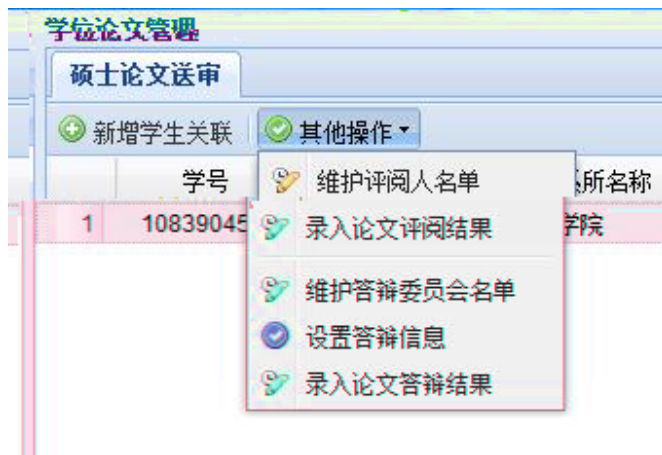 学位论文管理
硕士论文送审
新增学生关联 其他操作
学号 所名称
维护评阅人名单
1 10839045 学院
录入论文评阅结果
维护答辩委员会名单
设置答辩信息
录入论文答辩结果